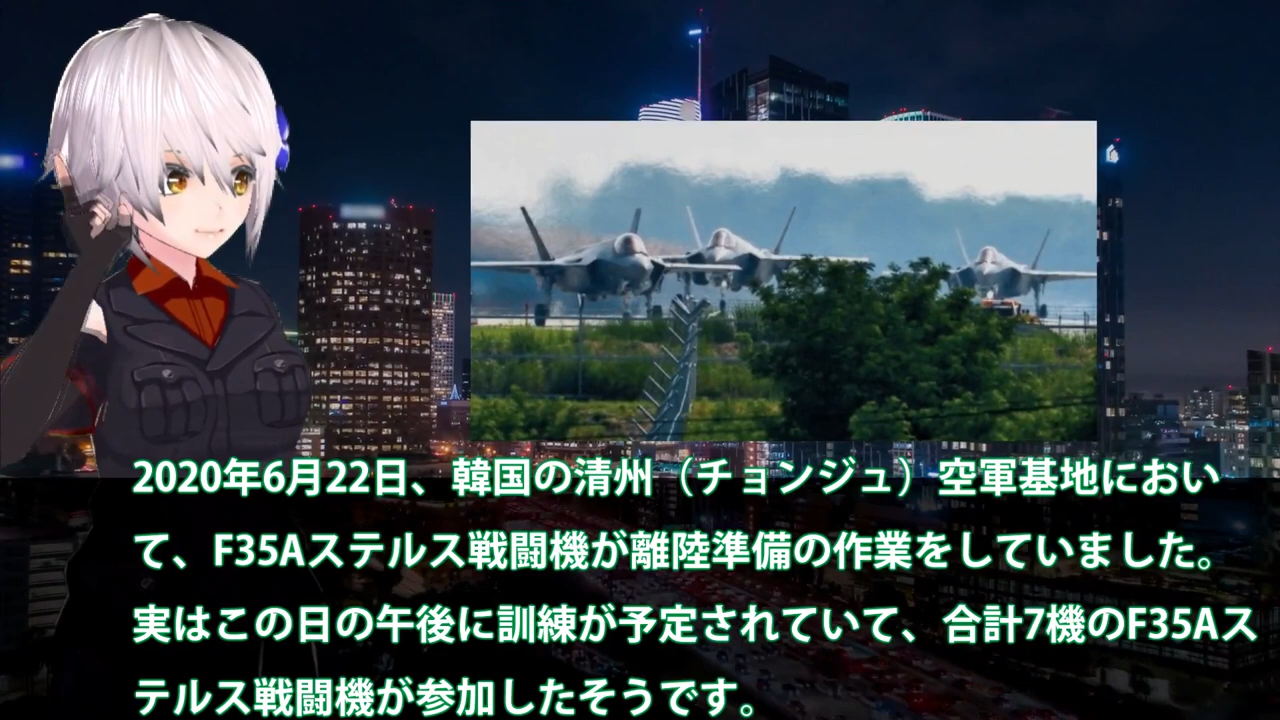 2020年6月22日、韓国の清州（チョンジュ）空軍基地におい
て、F35Aステルス戦闘機が離陸準備の作業をしていました。
実はこの日の午後に訓練が予定されていて、合計7機のF35Aス
テルス戦闘機が参加したそうです。